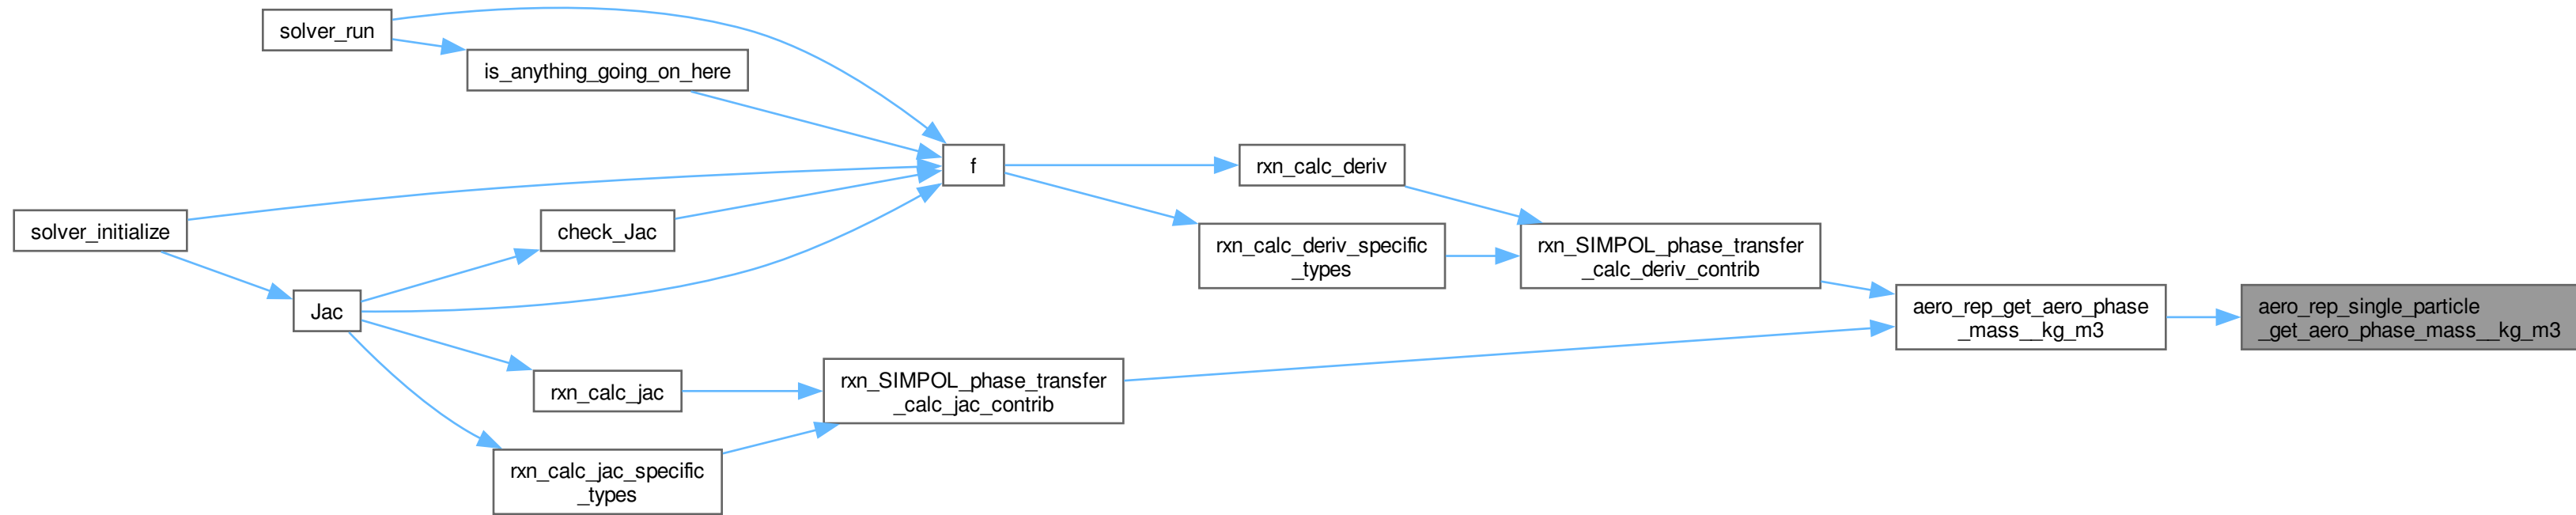 solver_run
is_anything_going_on_here
f
rxn_calc_deriv
solver_initialize
check_Jac
rxn_calc_deriv_specific
_types
rxn_SIMPOL_phase_transfer
_calc_deriv_contrib
Jac
aero_rep_get_aero_phase
_mass__kg_m3
aero_rep_single_particle
_get_aero_phase_mass__kg_m3
rxn_calc_jac
rxn_SIMPOL_phase_transfer
_calc_jac_contrib
rxn_calc_jac_specific
_types